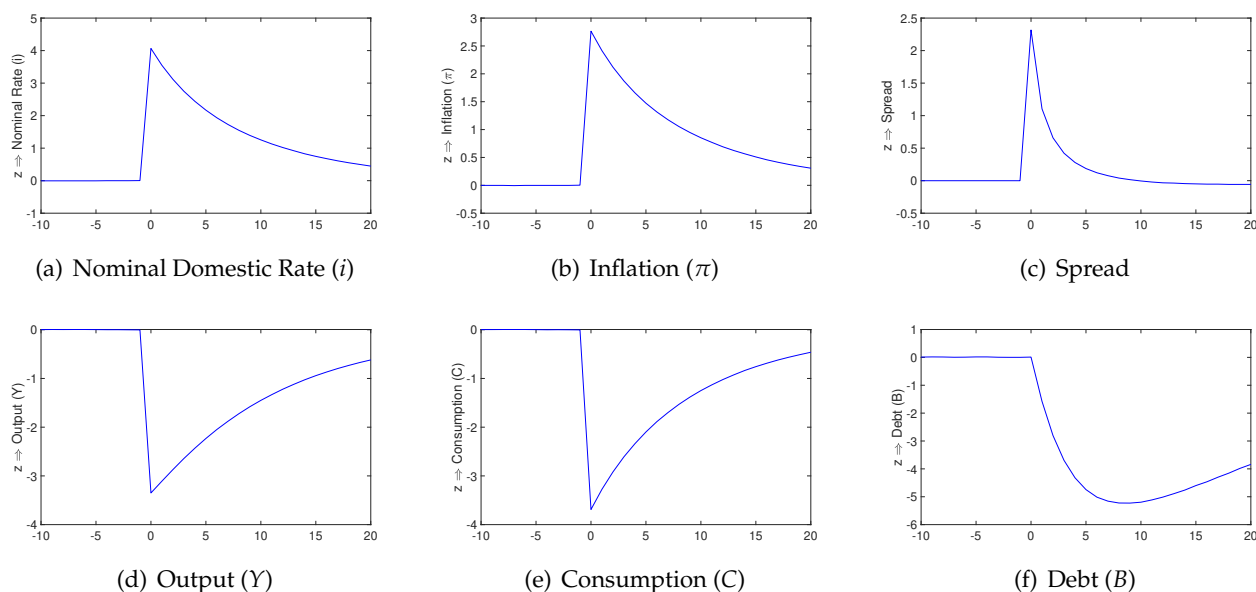 5
4
3
2
1
0
-1
-10 -5 0 5 10 15 20
z ⇒ Nominal Rate (i)
(a) Nominal Domestic Rate (i)
3
2.5
2
1.5
1
0.5
0
-0.5
-10 -5 0 5 10 15 20
z ⇒ Inflation (π)
(b) Inflation (π)
2.5
2
1.5
1
0.5
0
-0.5
-10 -5 0 5 10 15 20
z ⇒ Spread
(c) Spread
0
-1
-2
-3
-4
-10 -5 0 5 10 15 20
z ⇒ Output (Y)
(d) Output (Y)
0
-1
-2
-3
-4
-10 -5 0 5 10 15 20
z ⇒ Consumption (C)
(e) Consumption (C)
1
0
-1
-2
-3
-4
-5
-6
-10 -5 0 5 10 15 20
z ⇒ Debt (B)
(f) Debt (B)